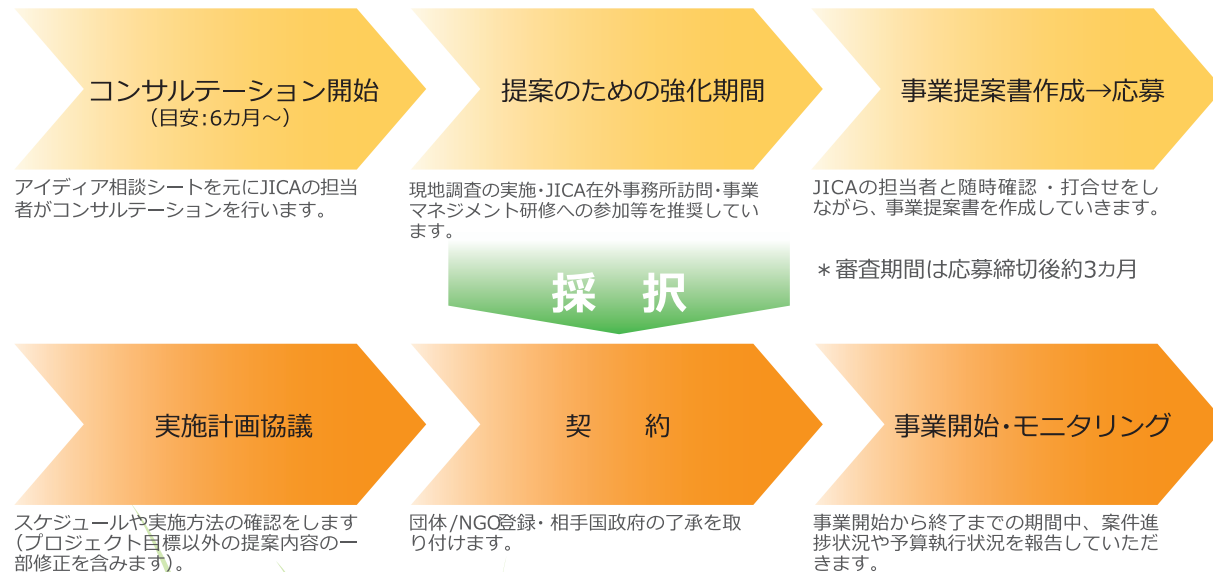 コンサルテーション開始
（目安：6カ月～）
アイディア相談シートを元にJICAの担当
者がコンサルテーションを行います。
提案のための強化期間
現地調査の実施・JICA在外事務所訪問・事業
マネジメント研修への参加等を推奨してい
ます。
事業提案書作成→応募
JICAの担当者と随時確認・打合せをし
ながら、事業提案書を作成していきます。
＊審査期間は応募締切後約3カ月
採　択
実施計画協議
スケジュールや実施方法の確認をします
（プロジェクト目標以外の提案内容の一
部修正を含みます）。
契　　約
団体/NGO登録・相手国政府の了承を取
り付けます。
事業開始・モニタリング
事業開始から終了までの期間中、案件進
捗状況や予算執行状況を報告していただ
きます。